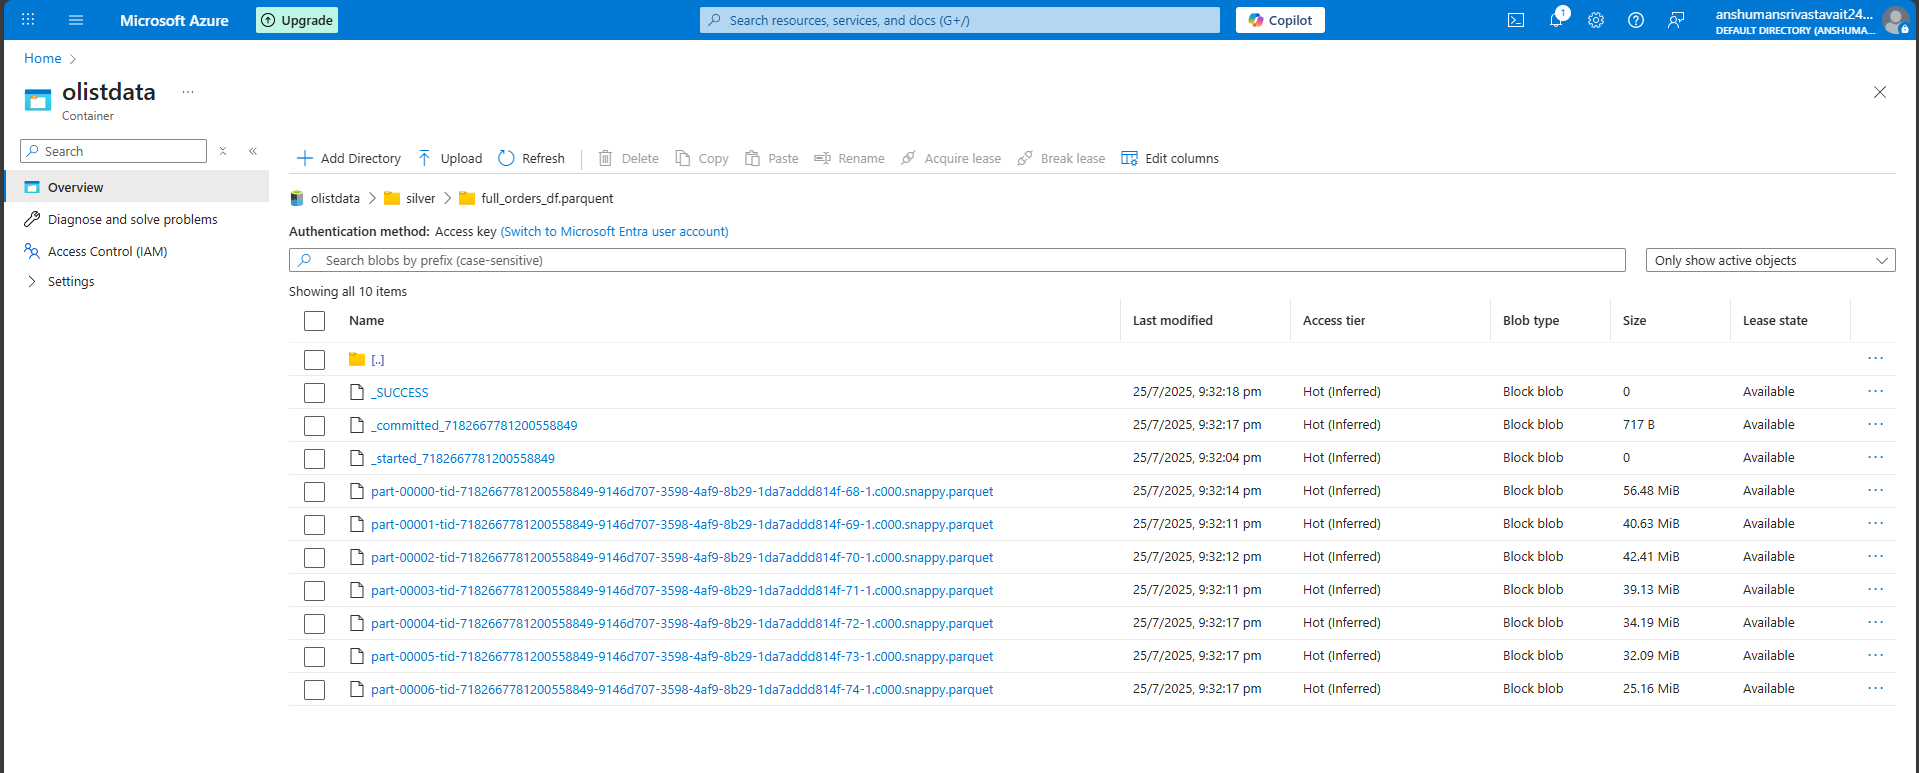 Microsoft Azure
Upgrade
Search resources, services, and docs (G+/)
Copilot
1
anshumansrivastavait24...
DEFAULT DIRECTORY (ANSHUMA...
Home
olistdata
...
Container
Search
Overview
Diagnose and solve problems
Access Control (IAM)
Settings
Add Directory Upload Refresh Delete Copy Paste Rename Acquire lease Break lease Edit columns
olistdata > silver > full_orders_df.parquent
Authentication method: Access key (Switch to Microsoft Entra user account)
Search blobs by prefix (case-sensitive)
Only show active objects
Showing all 10 items
Name Last modified Access tier Blob type Size Lease state
[..]
_SUCCESS 25/7/2025, 9:32:18 pm Hot (Inferred) Block blob 0 Available
_committed_7182667781200558849 25/7/2025, 9:32:17 pm Hot (Inferred) Block blob 717 B Available
_started_7182667781200558849 25/7/2025, 9:32:04 pm Hot (Inferred) Block blob 0 Available
part-00000-tid-7182667781200558849-9146d707-3598-4af9-8b29-1da7addd814f-68-1.c000.snappy.parquet 25/7/2025, 9:32:14 pm Hot (Inferred) Block blob 56.48 MiB Available
part-00001-tid-7182667781200558849-9146d707-3598-4af9-8b29-1da7addd814f-69-1.c000.snappy.parquet 25/7/2025, 9:32:11 pm Hot (Inferred) Block blob 40.63 MiB Available
part-00002-tid-7182667781200558849-9146d707-3598-4af9-8b29-1da7addd814f-70-1.c000.snappy.parquet 25/7/2025, 9:32:12 pm Hot (Inferred) Block blob 42.41 MiB Available
part-00003-tid-7182667781200558849-9146d707-3598-4af9-8b29-1da7addd814f-71-1.c000.snappy.parquet 25/7/2025, 9:32:11 pm Hot (Inferred) Block blob 39.13 MiB Available
part-00004-tid-7182667781200558849-9146d707-3598-4af9-8b29-1da7addd814f-72-1.c000.snappy.parquet 25/7/2025, 9:32:17 pm Hot (Inferred) Block blob 34.19 MiB Available
part-00005-tid-7182667781200558849-9146d707-3598-4af9-8b29-1da7addd814f-73-1.c000.snappy.parquet 25/7/2025, 9:32:17 pm Hot (Inferred) Block blob 32.09 MiB Available
part-00006-tid-7182667781200558849-9146d707-3598-4af9-8b29-1da7addd814f-74-1.c000.snappy.parquet 25/7/2025, 9:32:17 pm Hot (Inferred) Block blob 25.16 MiB Available